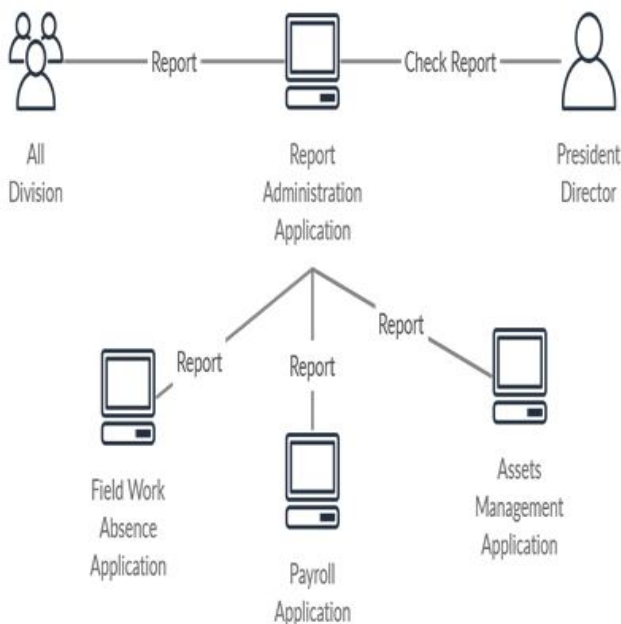 Report
Check Report
All
Division
Report
Administration
Application
President
Director
Report
Report
Report
Field Work
Absence
Application
Payroll
Application
Assets
Management
Application